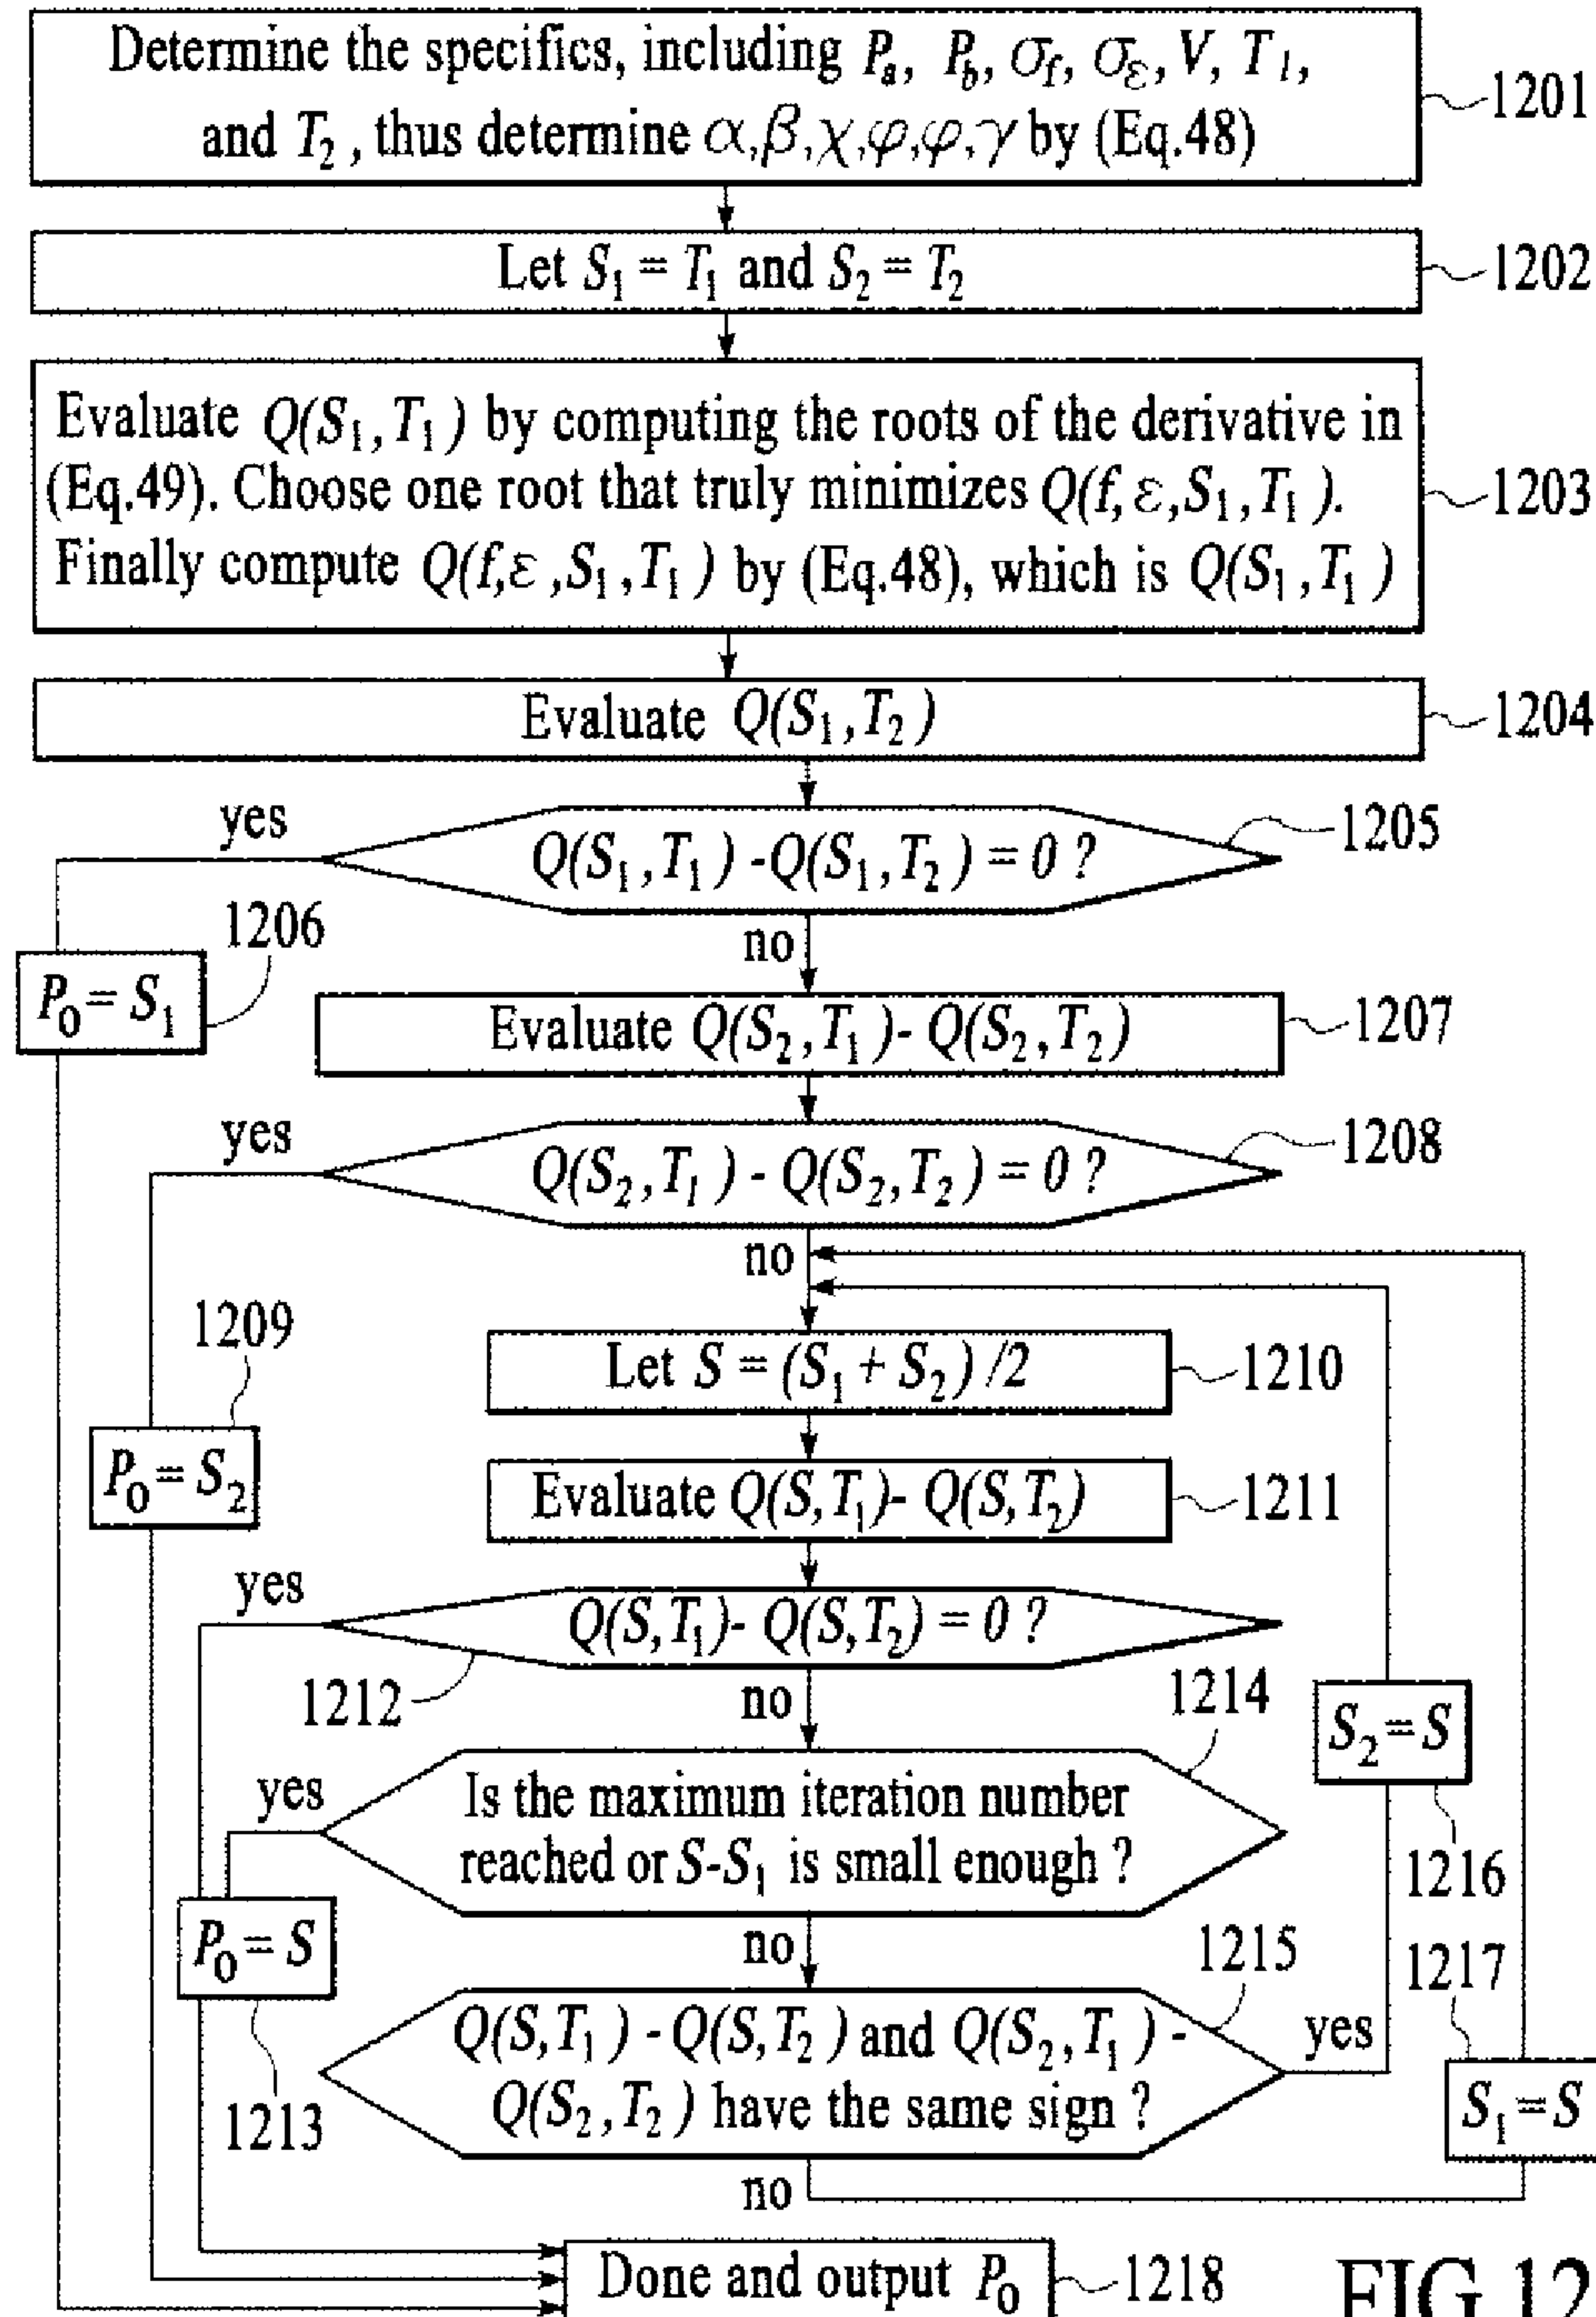 Determine the specifics, including Pa, Pb, σf, σε, V, T1,
and T2, thus determine α,β,χ,φ,φ,γ by (Eq.48)
1201
Let S1 = T1 and S2 = T2
1202
Evaluate Q(S1,T1) by computing the roots of the derivative in
(Eq.49). Choose one root that truly minimizes Q(f, ε,S1,T1).
Finally compute Q(f,ε,S1,T1) by (Eq.48), which is Q(S1,T1)
1203
Evaluate Q(S1,T2)
1204
yes
Q(S1,T1) -Q(S1,T2) = 0 ?
1205
1206
no
P0 = S1
Evaluate Q(S2,T1)- Q(S2,T2)
1207
yes
Q(S2,T1) - Q(S2,T2) = 0 ?
1208
no
1209
Let S = (S1 + S2) /2
1210
P0 = S2
Evaluate Q(S,T1)- Q(S,T2)
1211
yes
Q(S,T1)- Q(S,T2) = 0 ?
1212
no
1214
S2 = S
yes
Is the maximum iteration number
reached or S-S1 is small enough ?
1216
P0 = S
no
1215
1217
Q(S,T1) - Q(S,T2) and Q(S2,T1) -
Q(S2,T2) have the same sign ?
yes
1213
S1 = S
no
Done and output P0
1218